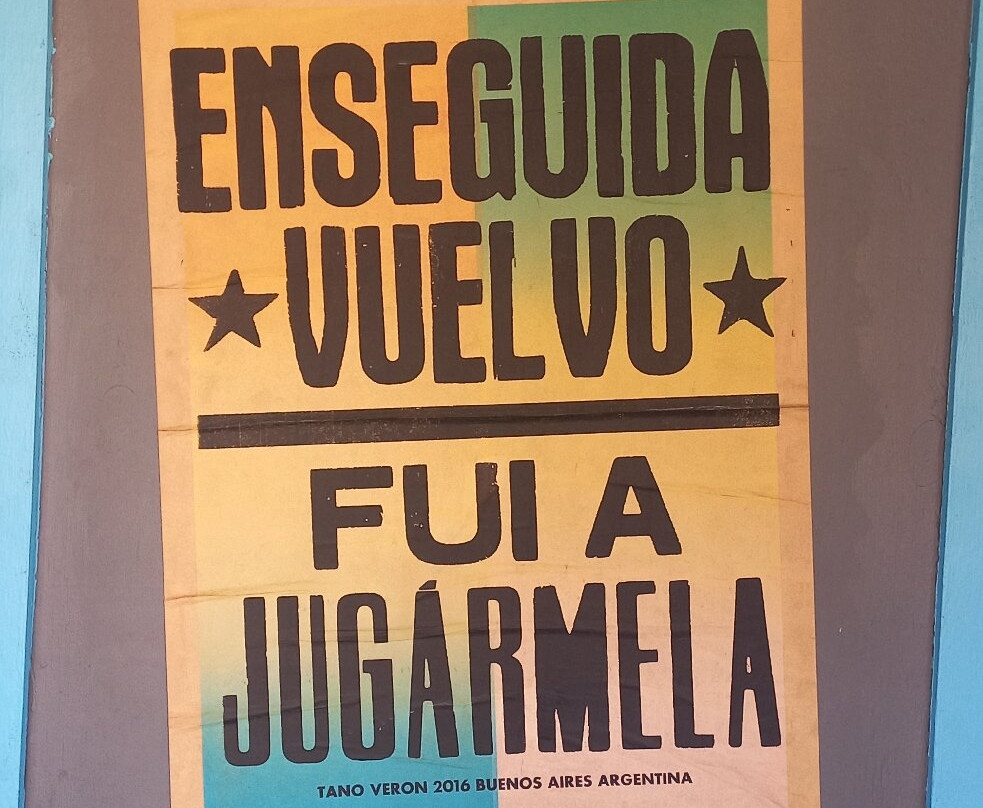 ENSEGUIDA
VUELVO
FUI A
JUGÁRMELA
TANO VERON 2016 BUENOS AIRES ARGENTINA